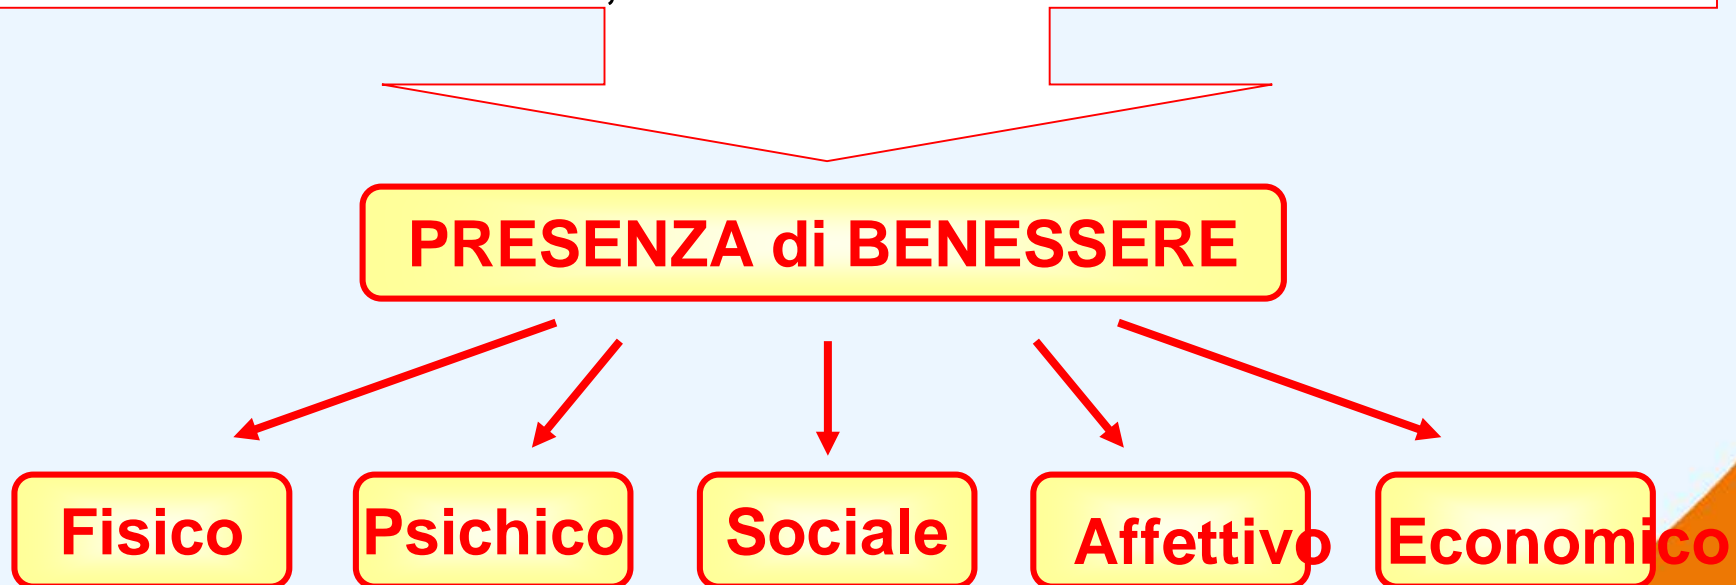 PRESENZA di BENESSERE
Fisico
Psichico
Sociale
Affettivo
Economico